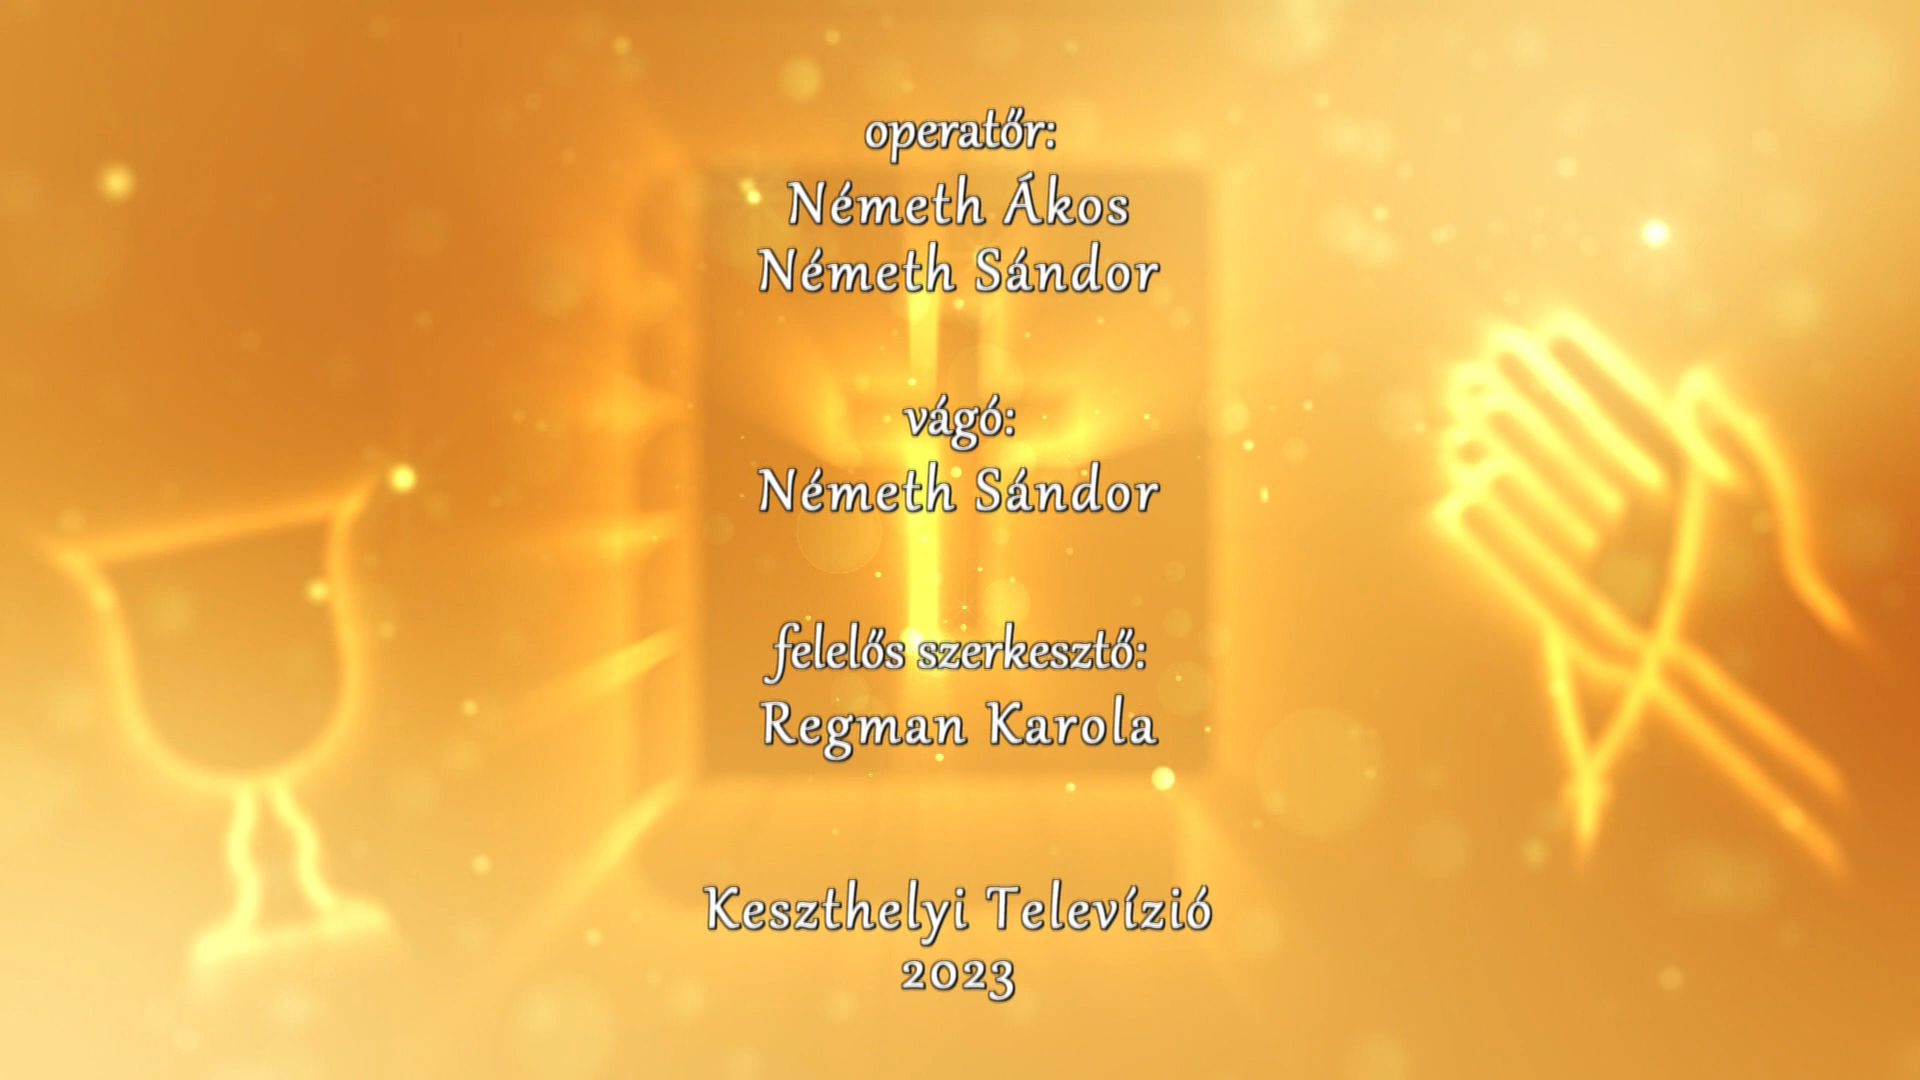 operatőr:
Németh Ákos
Németh Sándor
vágó:
Németh Sándor
felelős szerkesztő:
Regman Karola
Keszthelyi Televízió
2023